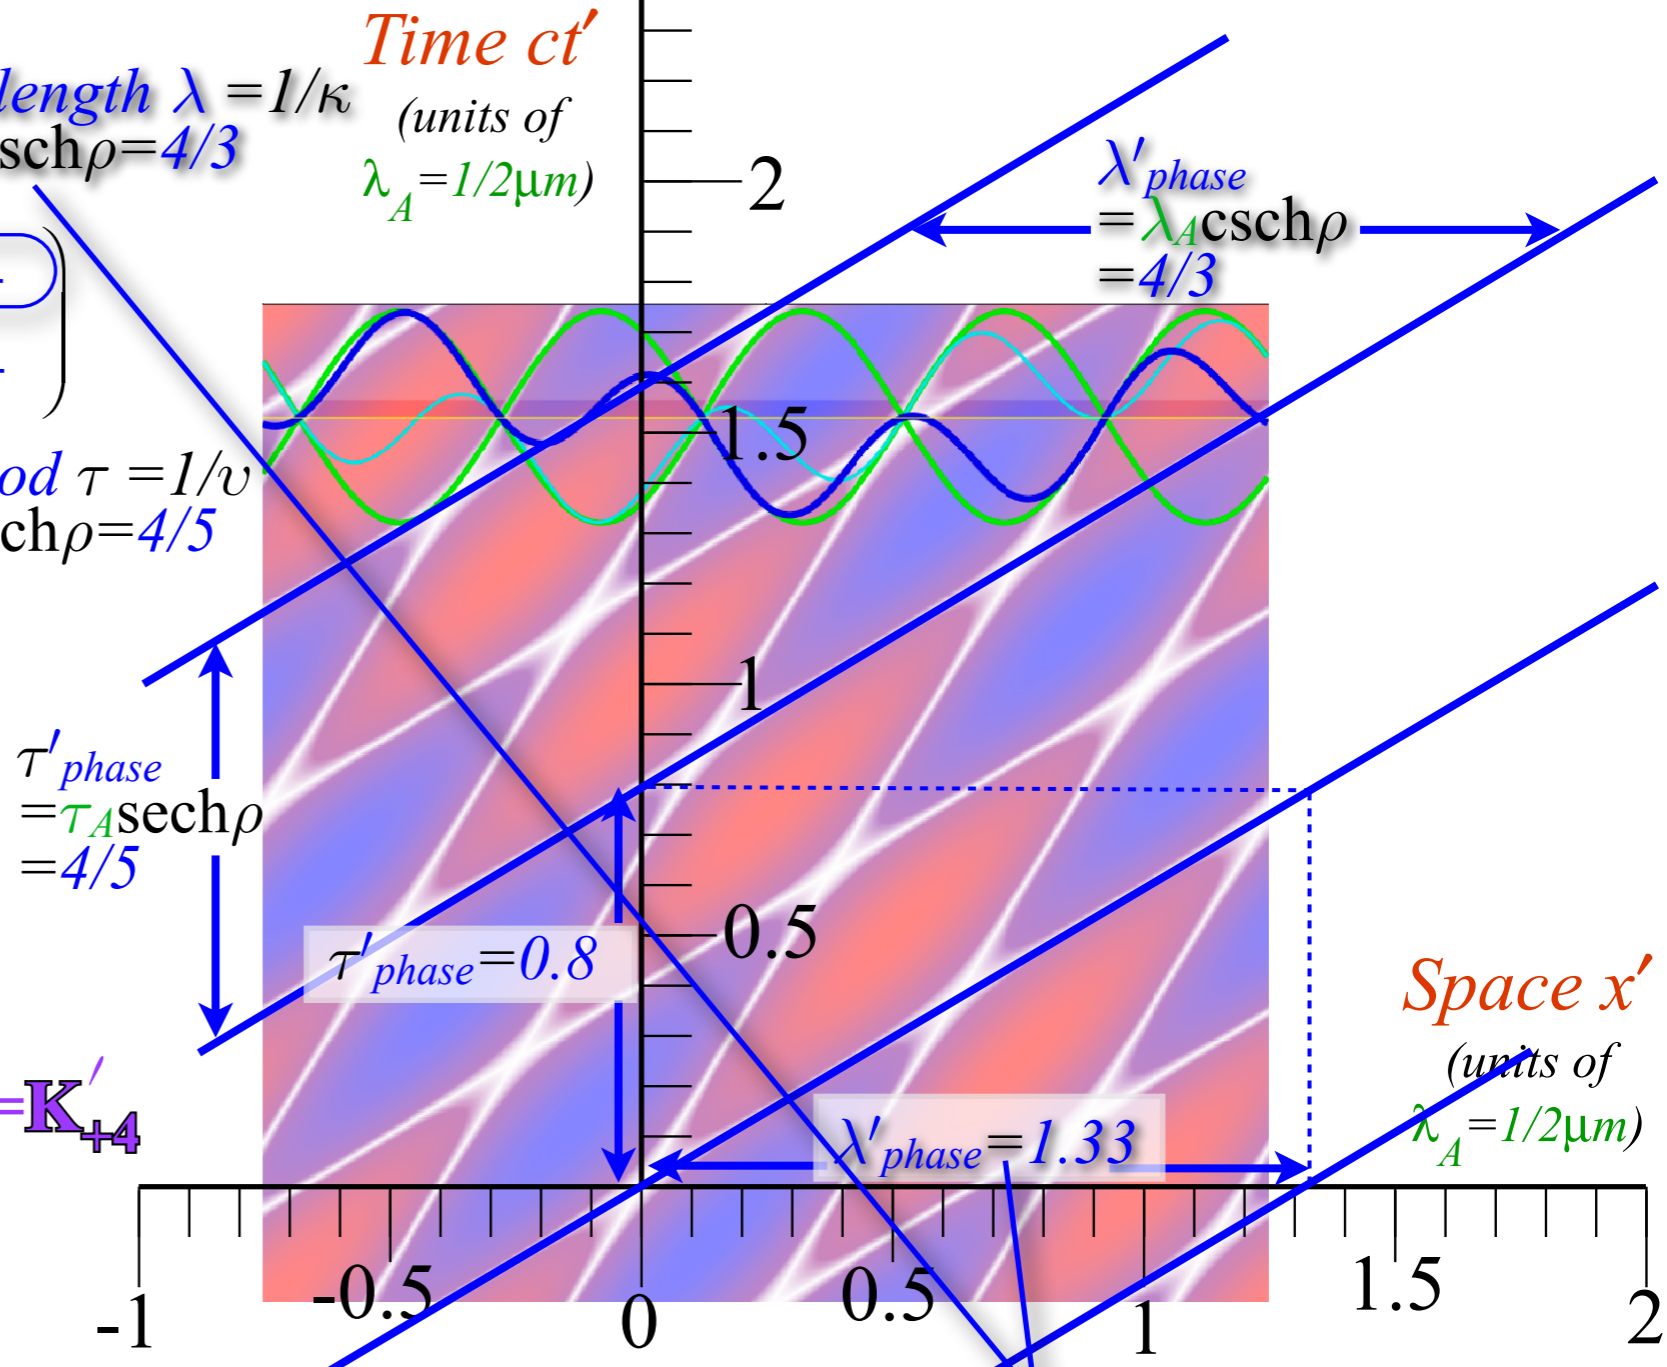 Time ct′
(units of
λA=1/2μm)
length λ =1/κ
schρ=4/3
2
λ′phase
=λAcschρ
=4/3
1.5
od τ =1/υ
chρ=4/5
1
τ′phase
=τAsechρ
=4/5
0.5
τ′phase=0.8
Space x′
(units of
λA=1/2μm)
=K′+4
λ′phase=1.33
-1
-0.5
0
0.5
1
1.5
2